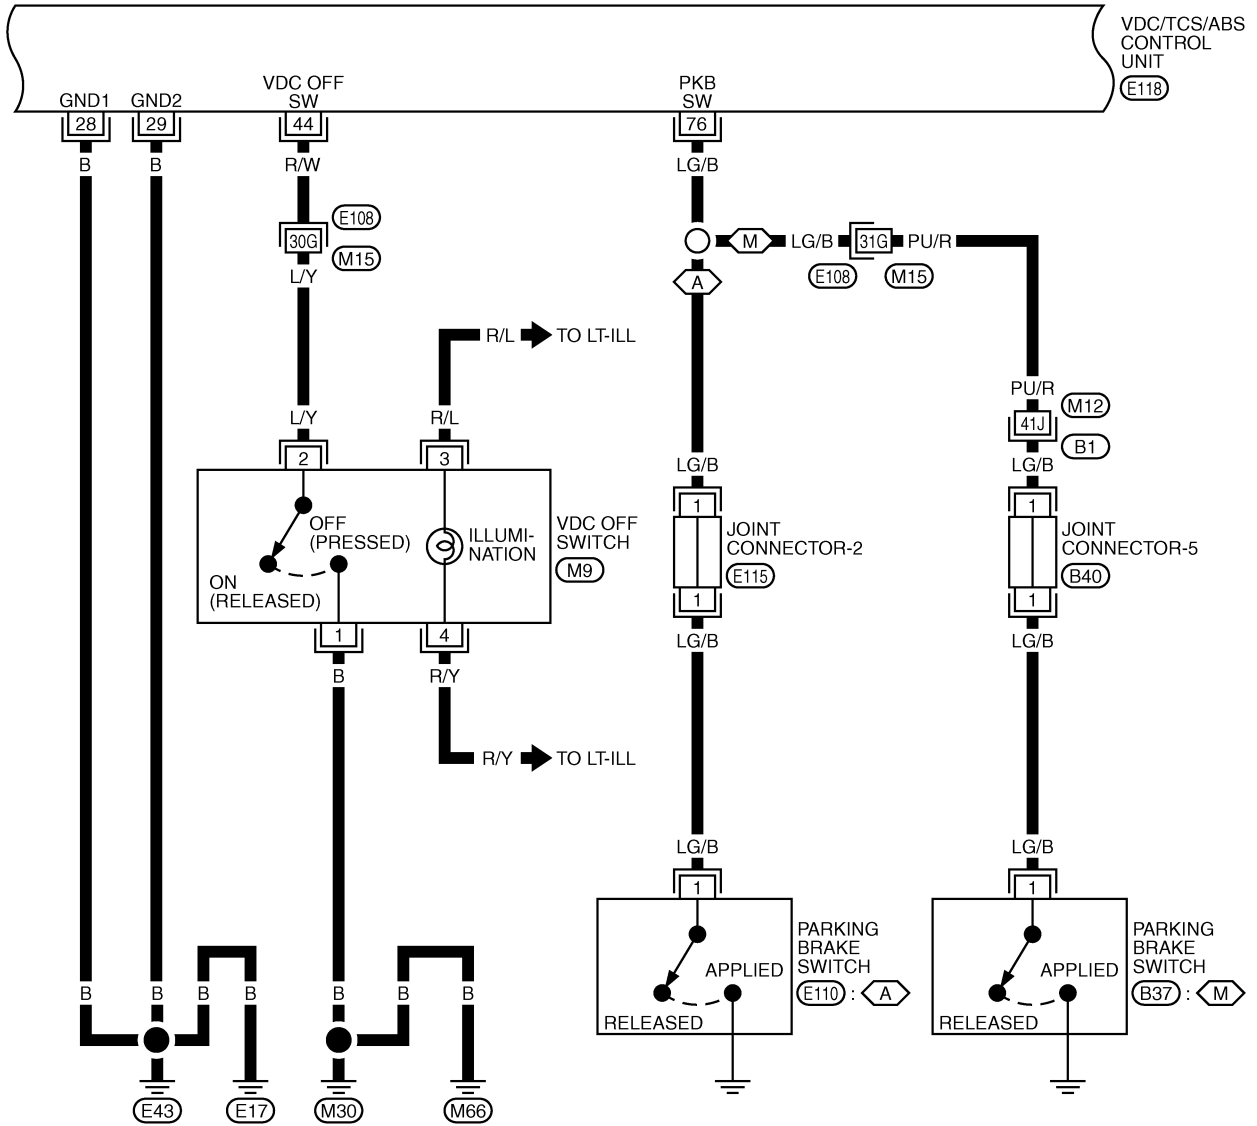 VDC/TCS/ABS
CONTROL
UNIT
E118
GND1
GND2
VDC OFF
SW
PKB
SW
28
29
44
76
B
B
R/W
LG/B
E108
30G
M15
L/Y
M
LG/B
31G
PU/R
E108
M15
A
R/L
TO LT-ILL
PU/R
M12
41J
B1
L/Y
R/L
LG/B
LG/B
2
3
1
1
OFF
(PRESSED)
ON
(RELEASED)
ILLUMI-
NATION
VDC OFF
SWITCH
M9
JOINT
CONNECTOR-2
E115
JOINT
CONNECTOR-5
B40
1
1
1
4
LG/B
LG/B
B
R/Y
R/Y
TO LT-ILL
LG/B
LG/B
1
1
APPLIED
RELEASED
PARKING
BRAKE
SWITCH
E110 : A
APPLIED
RELEASED
PARKING
BRAKE
SWITCH
B37 : M
B
B
B
B
B
B
B
E43
E17
M30
M66